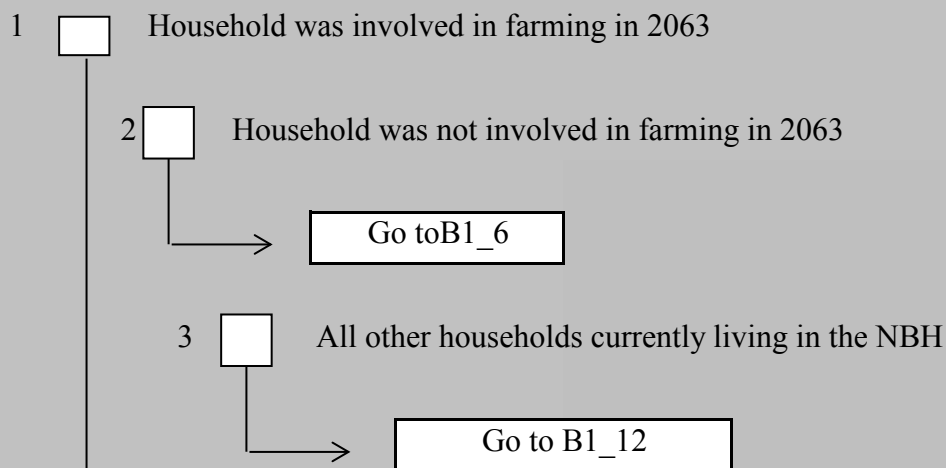 1 Household was involved in farming in 2063
2 Household was not involved in farming in 2063
Go toB1_6
3 All other households currently living in the NBH
Go to B1_12